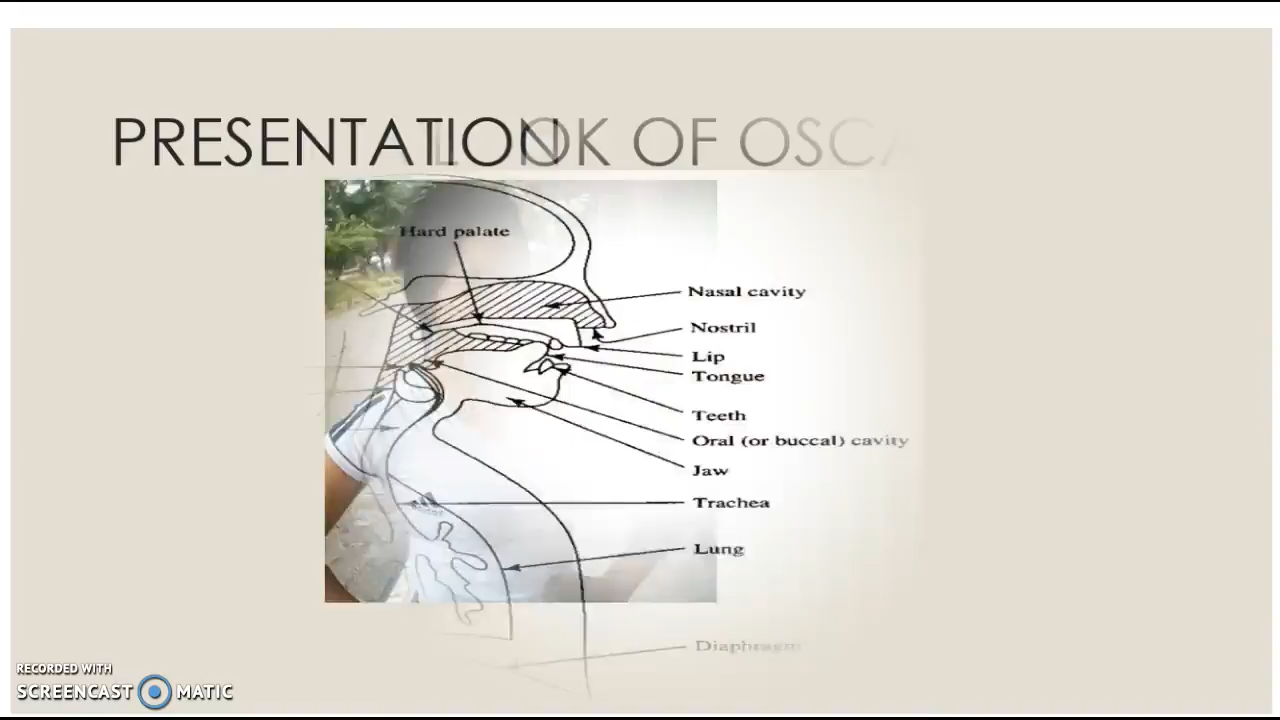 PRESENTATION
OK OF OSCA
Hard palate
Nasal cavity
Nostril
Lip
Tongue
Teeth
Oral (or buccal) cavity
Jaw
Trachea
Lung
Diaphragm
RECORDED WITH
SCREENCAST MATIC